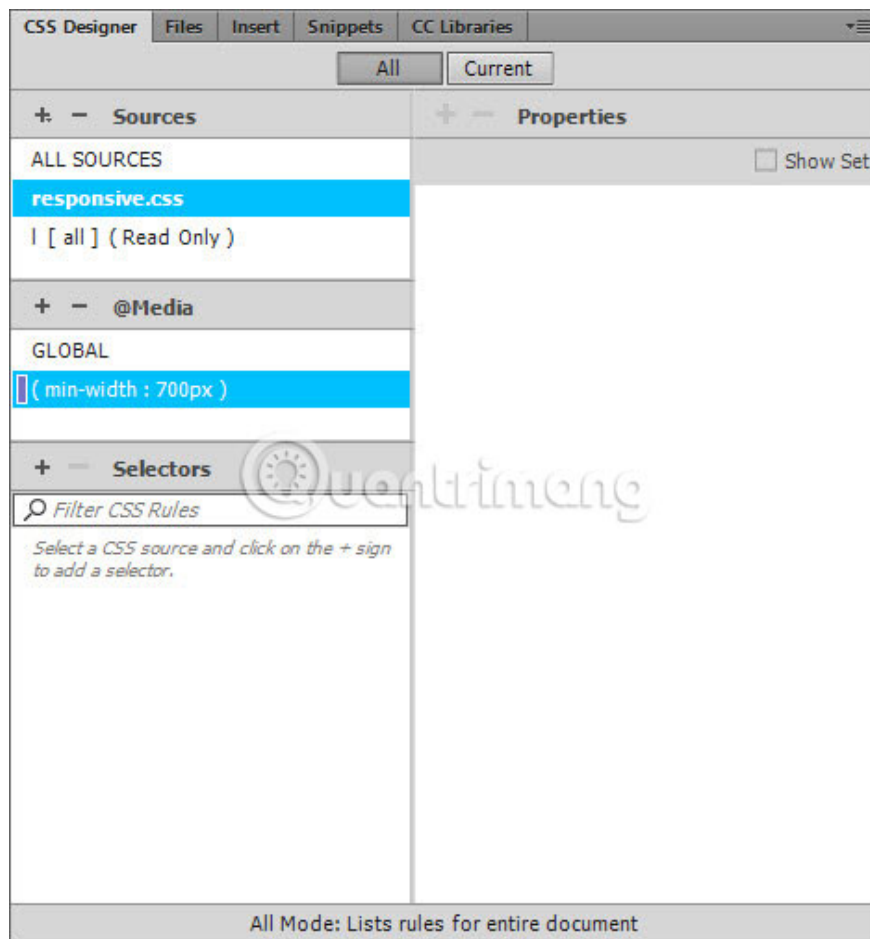 CSS Designer Files Insert Snippets CC Libraries
All Current
Sources
Properties
ALL SOURCES
Show Set
responsive.css
l [ all ] ( Read Only )
@Media
GLOBAL
( min-width : 700px )
Selectors
Quantrimang
Filter CSS Rules
Select a CSS source and click on the + sign
to add a selector.
All Mode: Lists rules for entire document